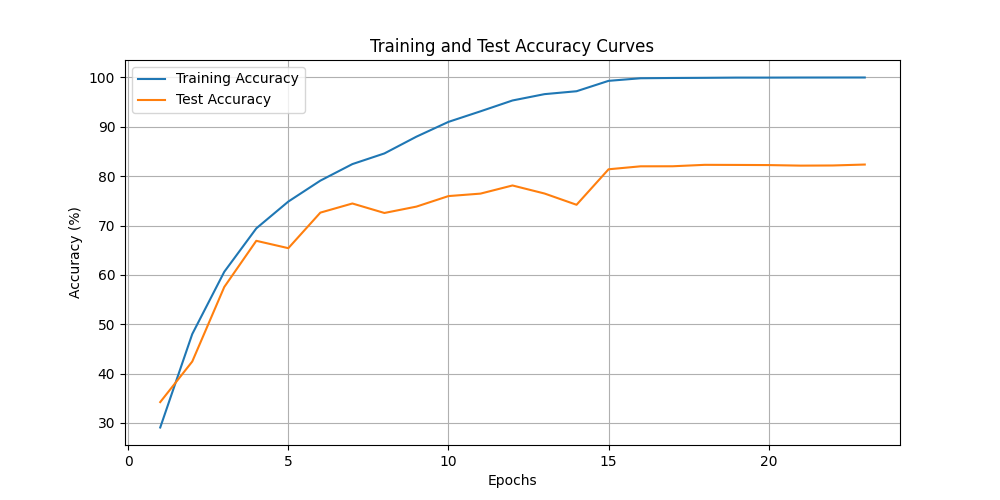 Training and Test Accuracy Curves
Training Accuracy
Test Accuracy
Accuracy (%)
100
90
80
70
60
50
40
30
0 5 10 15 20
Epochs